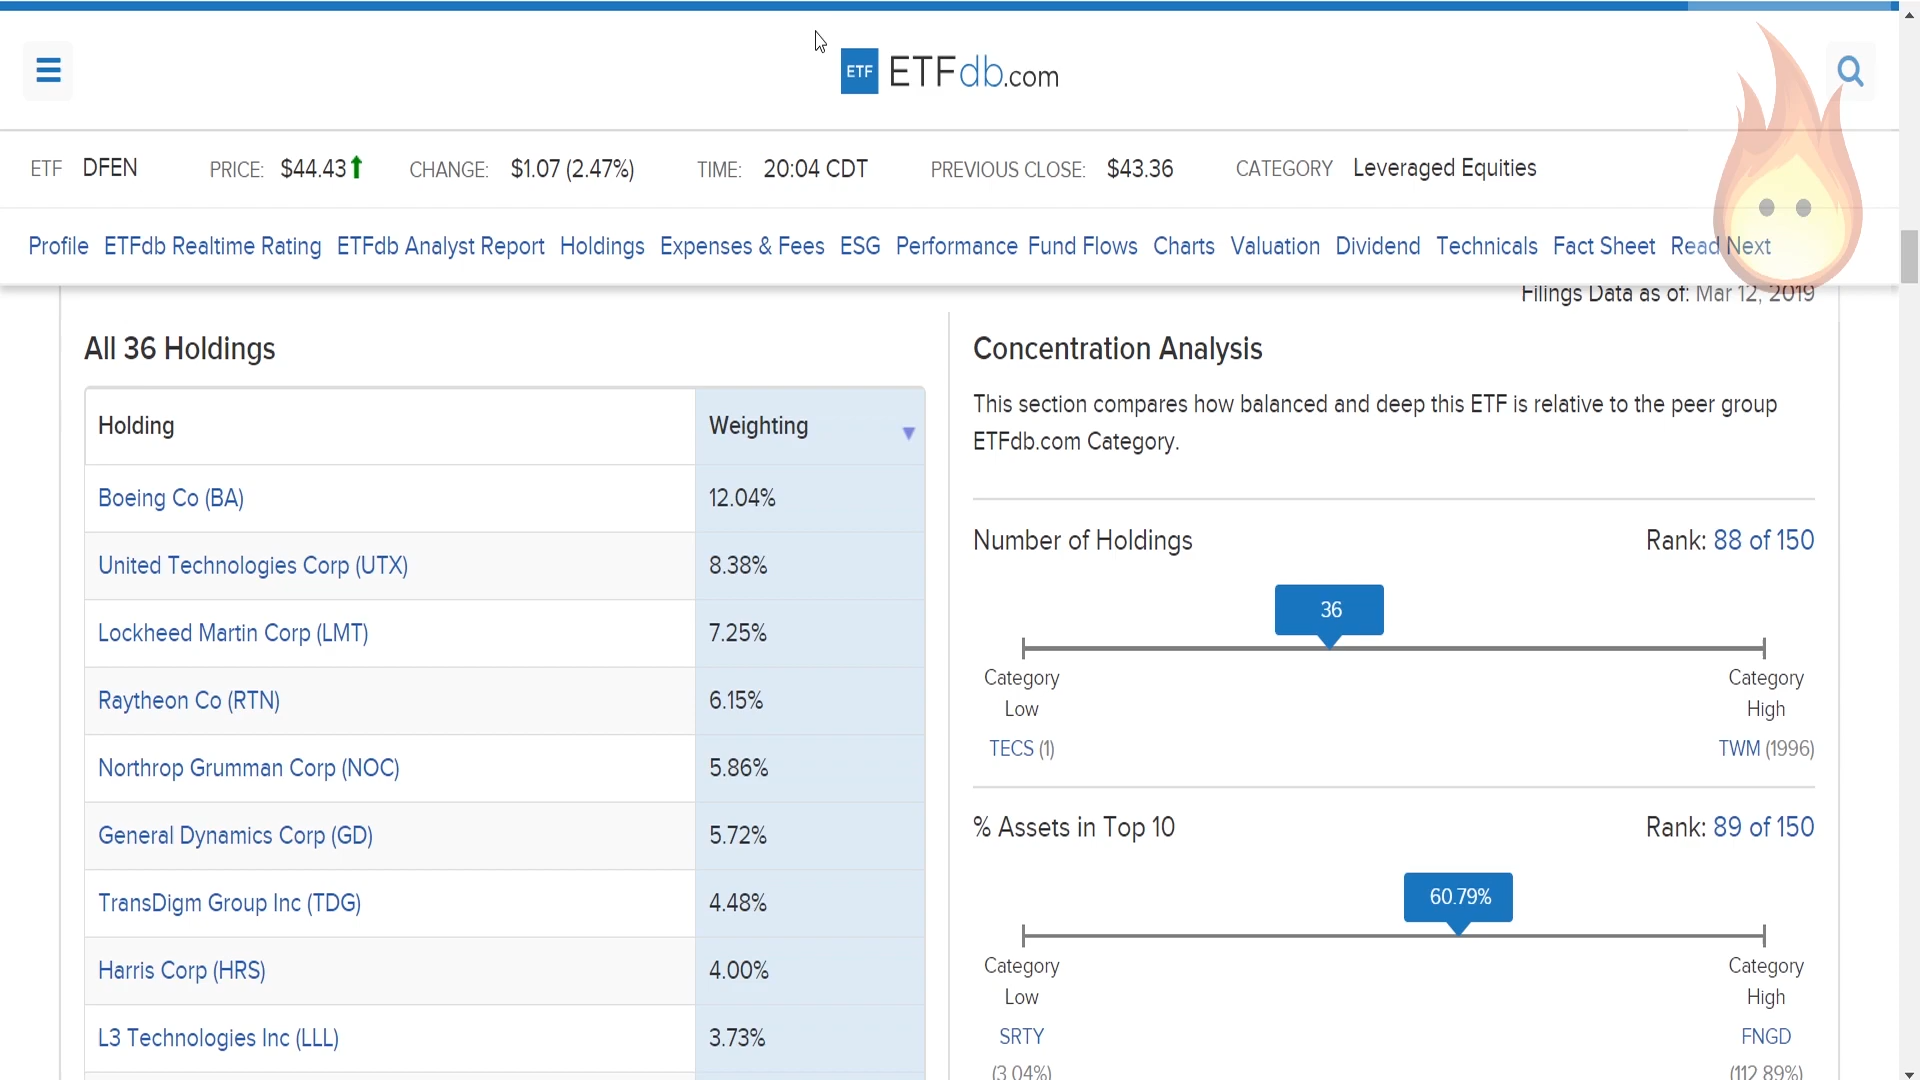 ETF ETFdb.com
ETF DFEN PRICE: $44.43 CHANGE: $1.07 (2.47%) TIME: 20:04 CDT PREVIOUS CLOSE: $43.36 CATEGORY Leveraged Equities
Profile ETFdb Realtime Rating ETFdb Analyst Report Holdings Expenses & Fees ESG Performance Fund Flows Charts Valuation Dividend Technicals Fact Sheet Read Next
Filings Data as of: Mar 12, 2019
All 36 Holdings
Holding Weighting
Boeing Co (BA) 12.04%
United Technologies Corp (UTX) 8.38%
Lockheed Martin Corp (LMT) 7.25%
Raytheon Co (RTN) 6.15%
Northrop Grumman Corp (NOC) 5.86%
General Dynamics Corp (GD) 5.72%
TransDigm Group Inc (TDG) 4.48%
Harris Corp (HRS) 4.00%
L3 Technologies Inc (LLL) 3.73%
Concentration Analysis
This section compares how balanced and deep this ETF is relative to the peer group
ETFdb.com Category.
Number of Holdings Rank: 88 of 150
36
Category Category
Low High
TECS (1) TWM (1996)
% Assets in Top 10 Rank: 89 of 150
60.79%
Category Category
Low High
SRTY FNGD
(3.04%) (112.89%)